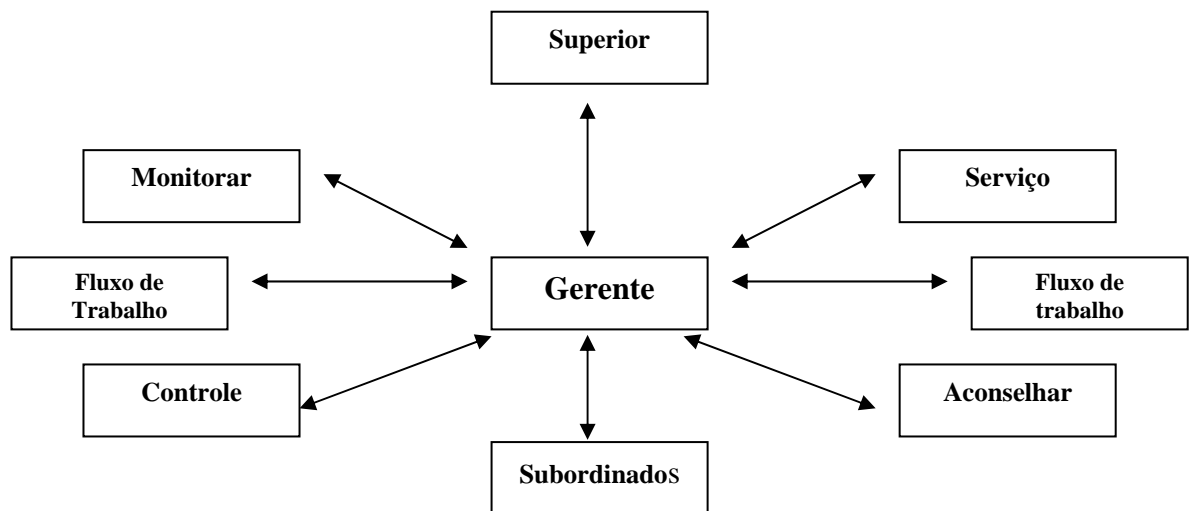 Superior
Monitorar
Serviço
Fluxo de
Trabalho
Gerente
Fluxo de
trabalho
Controle
Aconselhar
Subordinados